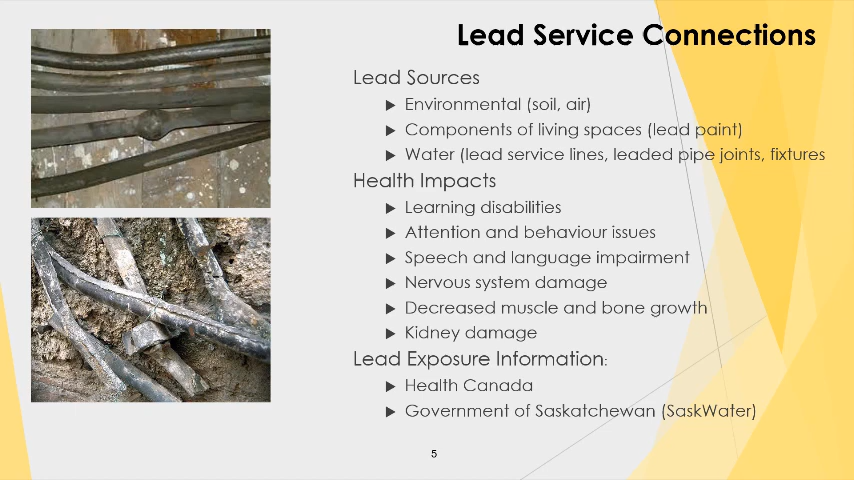 Lead Service Connections
Lead Sources
▶ Environmental (soil, air)
▶ Components of living spaces (lead paint)
▶ Water (lead service lines, leaded pipe joints, fixtures
Health Impacts
▶ Learning disabilities
▶ Attention and behaviour issues
▶ Speech and language impairment
▶ Nervous system damage
▶ Decreased muscle and bone growth
▶ Kidney damage
Lead Exposure Information:
▶ Health Canada
▶ Government of Saskatchewan (SaskWater)
5